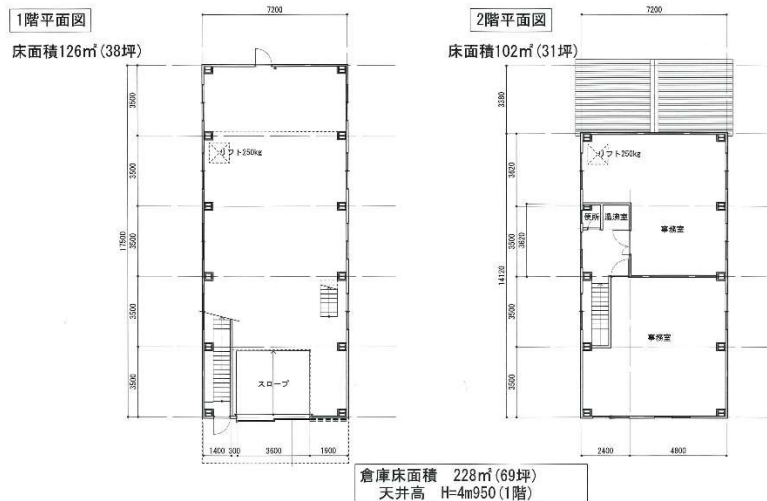 1階平面図
床面積126㎡(38坪)
7200
3500
3500
3500
3500
3500
17500
リフト250kg
スロープ
1400
300
3600
1900
2階平面図
床面積102㎡(31坪)
7200
3380
3620
3500
3500
3500
14120
3620
リフト250kg
便所
湯沸室
事務室
事務室
2400
4800
倉庫床面積 228㎡(69坪)
天井高 H=4m950(1階)